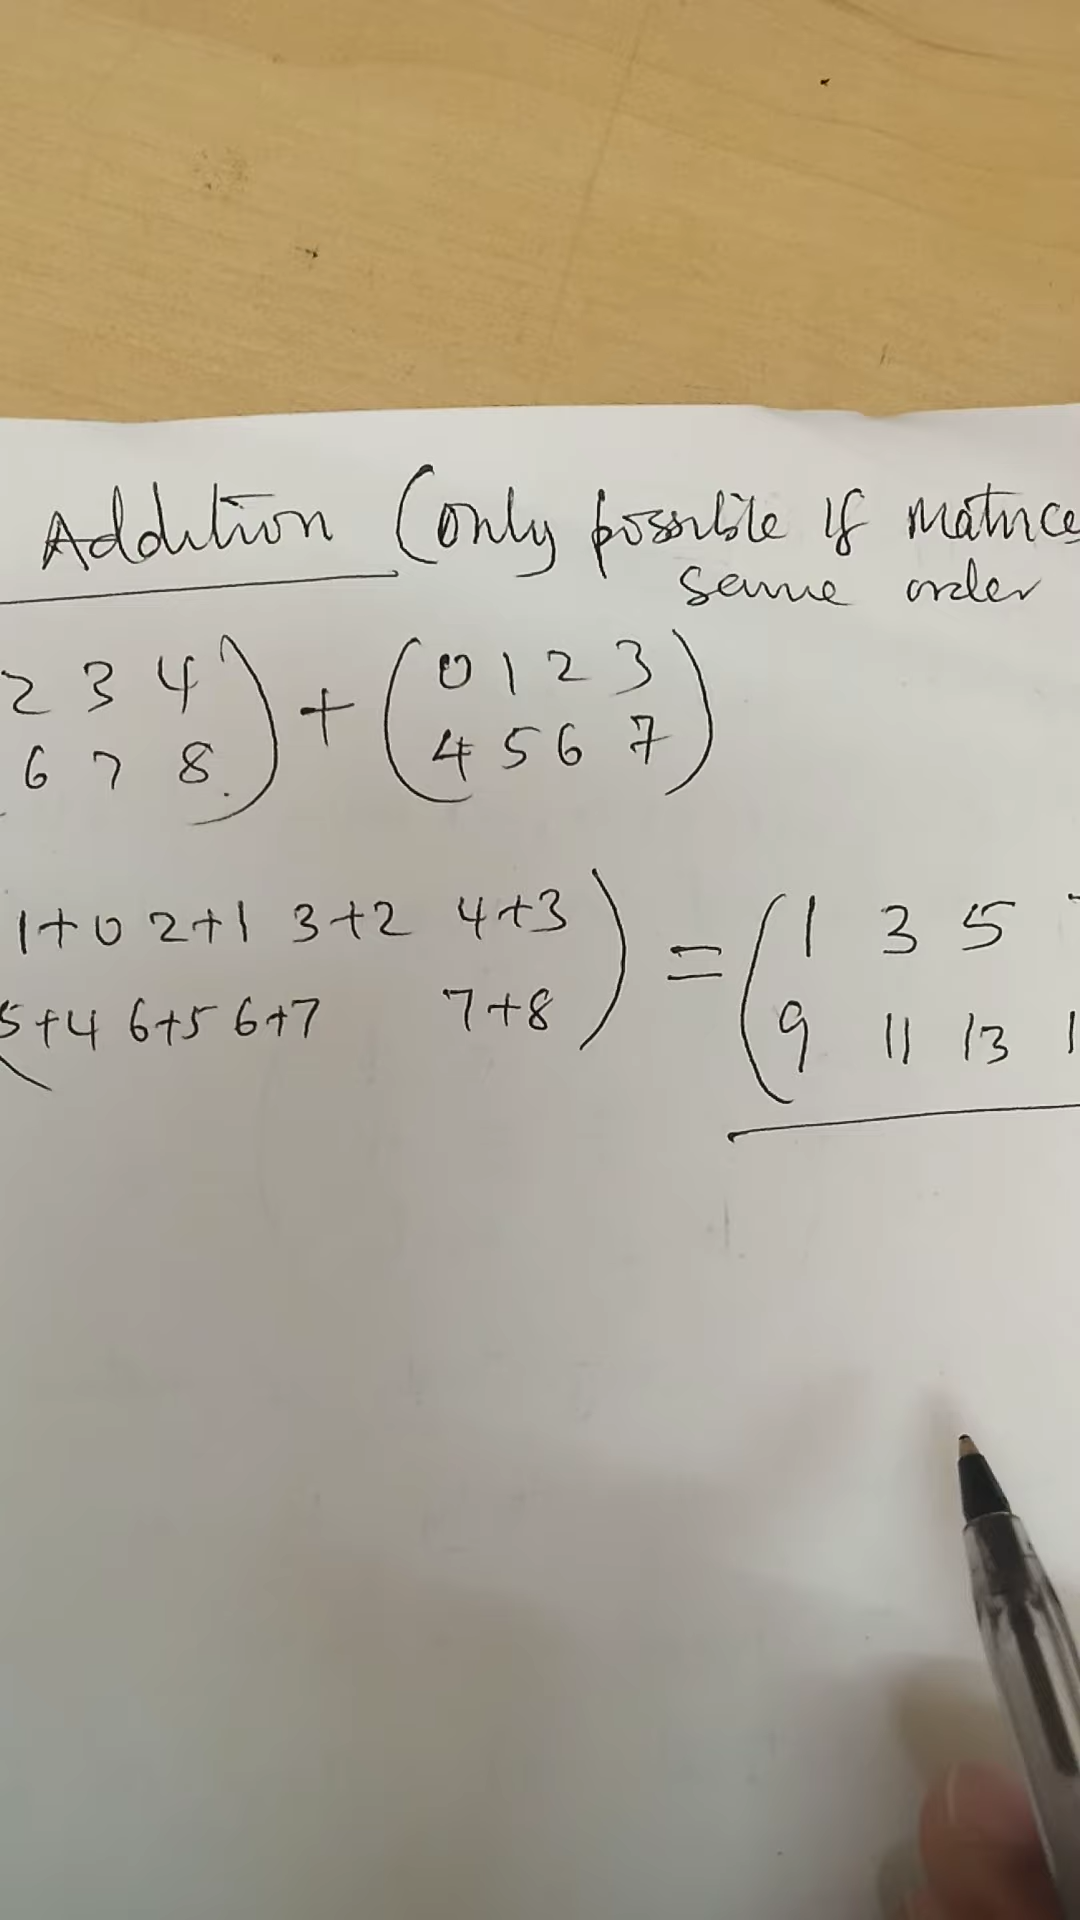 Addition (only possible if matrices
same order
2 3 4 ) + ( 0 1 2 3 )
6 7 8 4 5 6 7
1+0 2+1 3+2 4+3 ) = ( 1 3 5
5+4 6+5 6+7 7+8 9 11 13 1